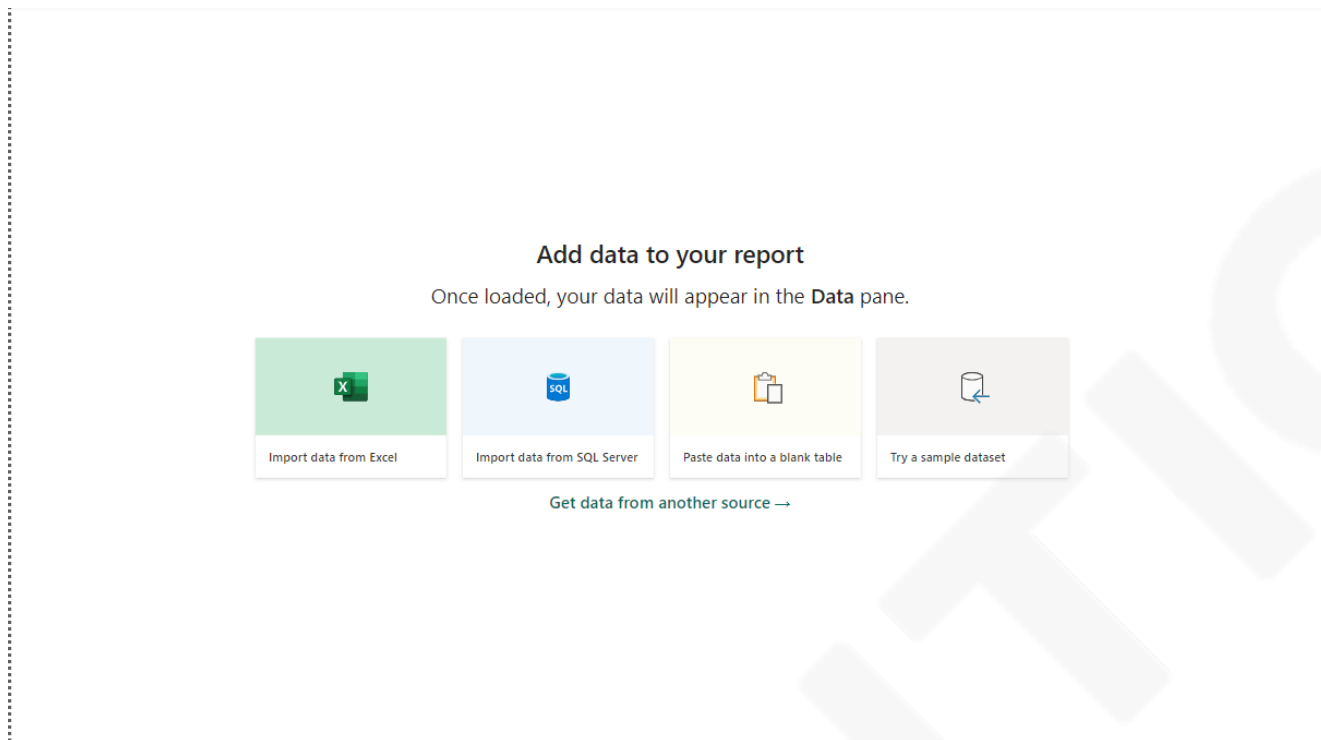 Add data to your report
Once loaded, your data will appear in the Data pane.
X
SQL
Import data from Excel
Import data from SQL Server
Paste data into a blank table
Try a sample dataset
Get data from another source →